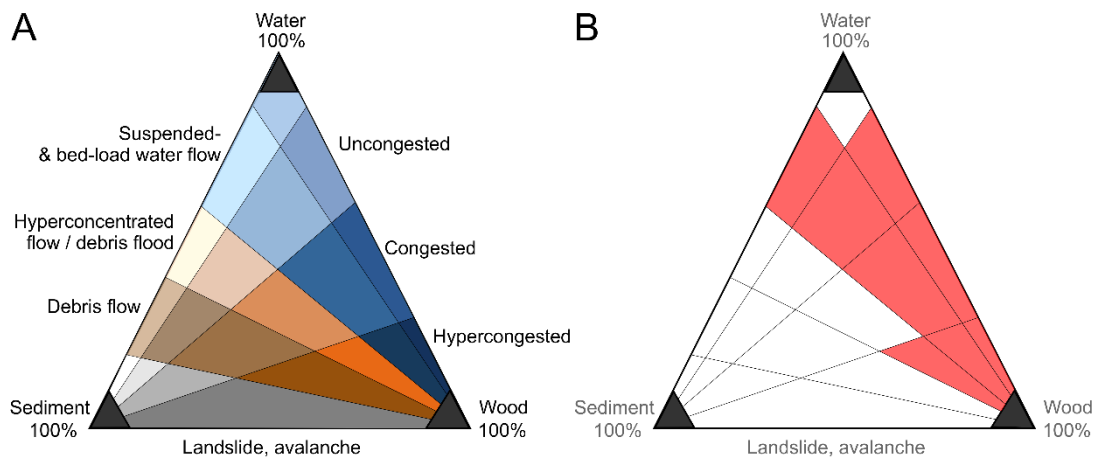 A
Water
100%
Suspended-
& bed-load water flow
Uncongested
Hyperconcentrated
flow / debris flood
Congested
Debris flow
Hypercongested
Sediment
100%
Wood
100%
Landslide, avalanche
B
Water
100%
Sediment
100%
Wood
100%
Landslide, avalanche